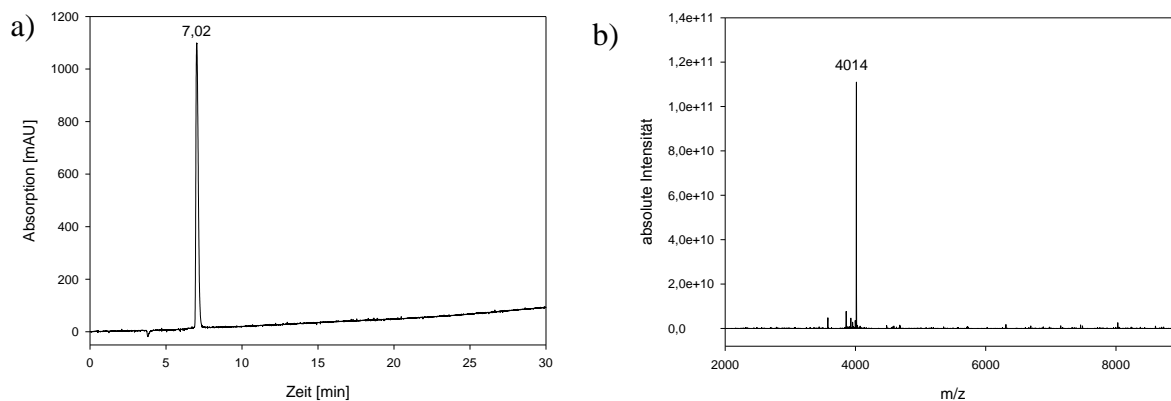 a)
7,02
1200
1000
800
600
400
200
0
Absorption [mAU]
0 5 10 15 20 25 30
Zeit [min]
b)
4014
1,4e+11
1,2e+11
1,0e+11
8,0e+10
6,0e+10
4,0e+10
2,0e+10
0,0
absolute Intensität
2000 4000 6000 8000
m/z